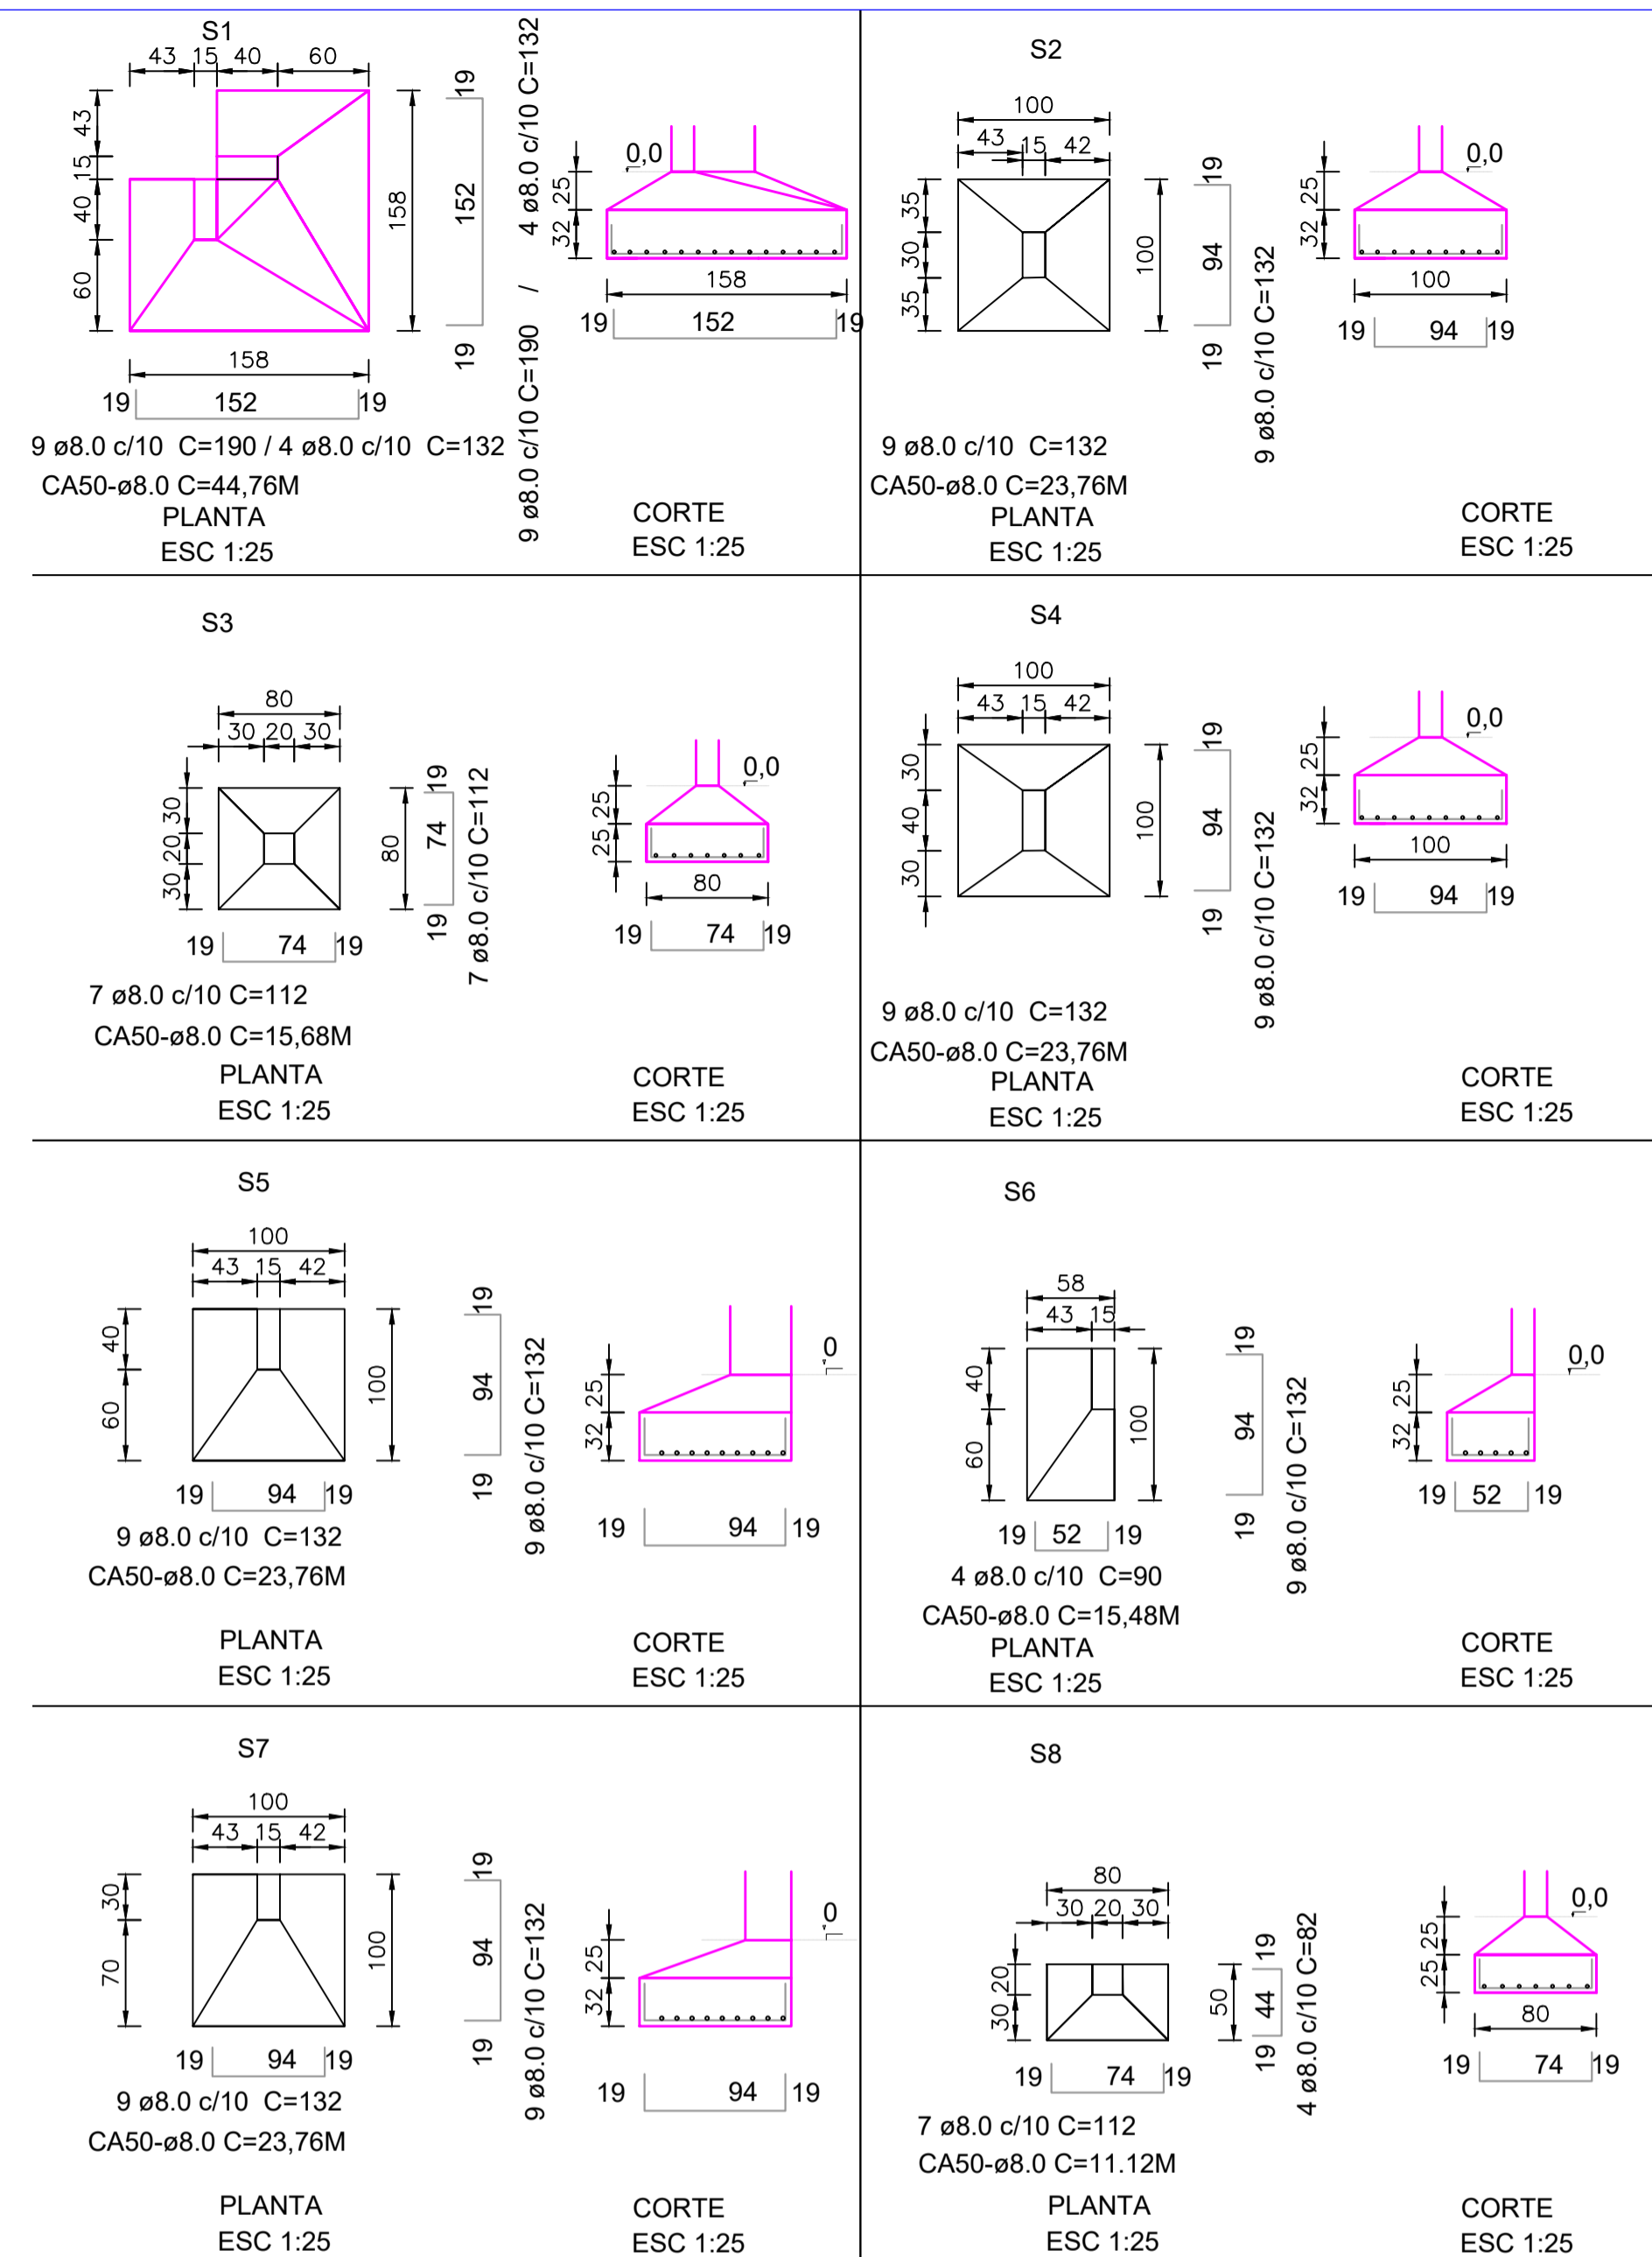 S1
43 15 40 60
43
15
40
60
158
19
152
19
9 ø8.0 c/10 C=190 / 4 ø8.0 c/10 C=132
158
19 152 19
9 ø8.0 c/10 C=190 / 4 ø8.0 c/10 C=132
CA50-ø8.0 C=44,76M
PLANTA
ESC 1:25
0,0
25
32
158
19 152 19
CORTE
ESC 1:25
S2
100
43 15 42
35
30
35
100
19
94
19
9 ø8.0 c/10 C=132
9 ø8.0 c/10 C=132
CA50-ø8.0 C=23,76M
PLANTA
ESC 1:25
0,0
25
32
100
19 94 19
CORTE
ESC 1:25
S3
80
30 20 30
30
20
30
80
19
74
19
7 ø8.0 c/10 C=112
19 74 19
7 ø8.0 c/10 C=112
CA50-ø8.0 C=15,68M
PLANTA
ESC 1:25
0,0
25
25
80
19 74 19
CORTE
ESC 1:25
S4
100
43 15 42
30
40
30
100
19
94
19
9 ø8.0 c/10 C=132
9 ø8.0 c/10 C=132
CA50-ø8.0 C=23,76M
PLANTA
ESC 1:25
0,0
25
32
100
19 94 19
CORTE
ESC 1:25
S5
100
43 15 42
40
60
100
19
94
19
9 ø8.0 c/10 C=132
19 94 19
9 ø8.0 c/10 C=132
CA50-ø8.0 C=23,76M
PLANTA
ESC 1:25
0
25
32
19 94 19
CORTE
ESC 1:25
S6
58
43 15
40
60
100
19
94
19
9 ø8.0 c/10 C=132
19 52 19
4 ø8.0 c/10 C=90
CA50-ø8.0 C=15,48M
PLANTA
ESC 1:25
0,0
25
32
19 52 19
CORTE
ESC 1:25
S7
100
43 15 42
30
70
100
19
94
19
9 ø8.0 c/10 C=132
19 94 19
9 ø8.0 c/10 C=132
CA50-ø8.0 C=23,76M
PLANTA
ESC 1:25
0
25
32
19 94 19
CORTE
ESC 1:25
S8
80
30 20 30
20
30
50
19
44
19
4 ø8.0 c/10 C=82
19 74 19
7 ø8.0 c/10 C=112
CA50-ø8.0 C=11.12M
PLANTA
ESC 1:25
0,0
25
25
80
19 74 19
CORTE
ESC 1:25